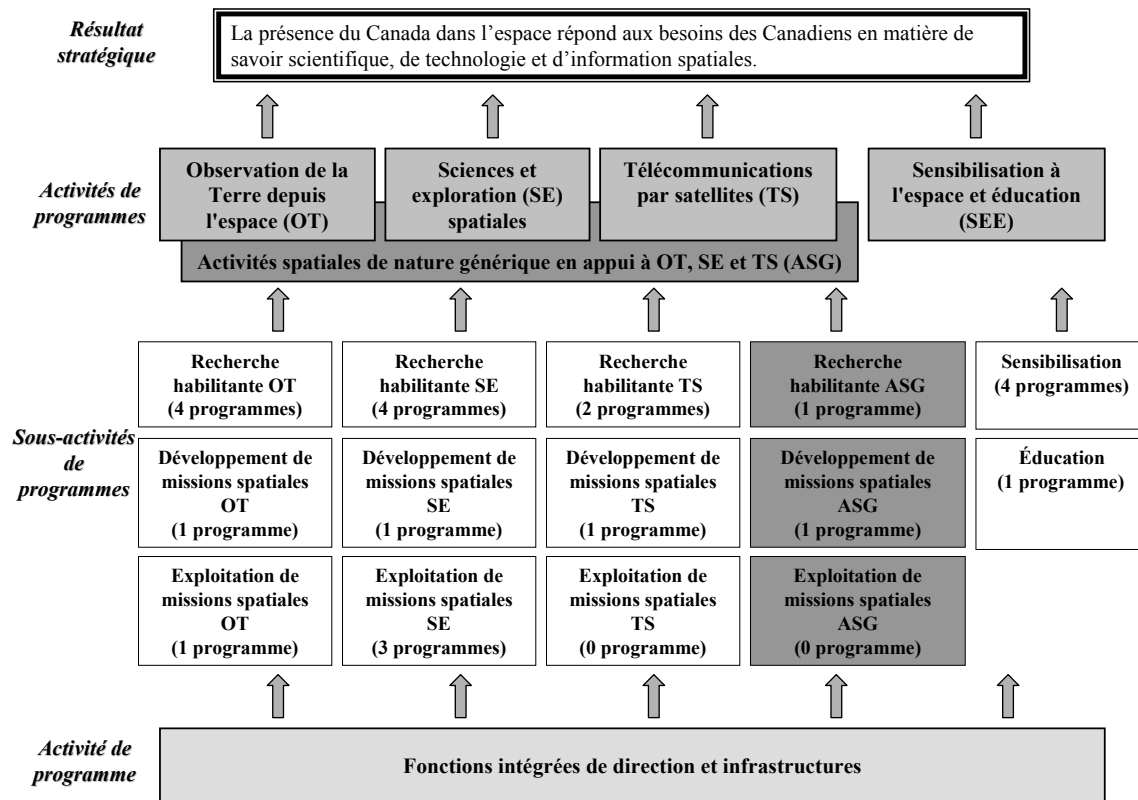 Résultat
stratégique
La présence du Canada dans l’espace répond aux besoins des Canadiens en matière de
savoir scientifique, de technologie et d’information spatiales.
Activités de
programmes
Observation de la
Terre depuis
l'espace (OT)
Sciences et
exploration (SE)
spatiales
Télécommunications
par satellites (TS)
Sensibilisation à
l'espace et éducation
(SEE)
Activités spatiales de nature générique en appui à OT, SE et TS (ASG)
Sous-activités
de
programmes
Recherche
habilitante OT
(4 programmes)
Recherche
habilitante SE
(4 programmes)
Recherche
habilitante TS
(2 programmes)
Recherche
habilitante ASG
(1 programme)
Sensibilisation
(4 programmes)
Développement de
missions spatiales
OT
(1 programme)
Développement de
missions spatiales
SE
(1 programme)
Développement de
missions spatiales
TS
(1 programme)
Développement de
missions spatiales
ASG
(1 programme)
Éducation
(1 programme)
Exploitation de
missions spatiales
OT
(1 programme)
Exploitation de
missions spatiales
SE
(3 programmes)
Exploitation de
missions spatiales
TS
(0 programme)
Exploitation de
missions spatiales
ASG
(0 programme)
Activité de
programme
Fonctions intégrées de direction et infrastructures